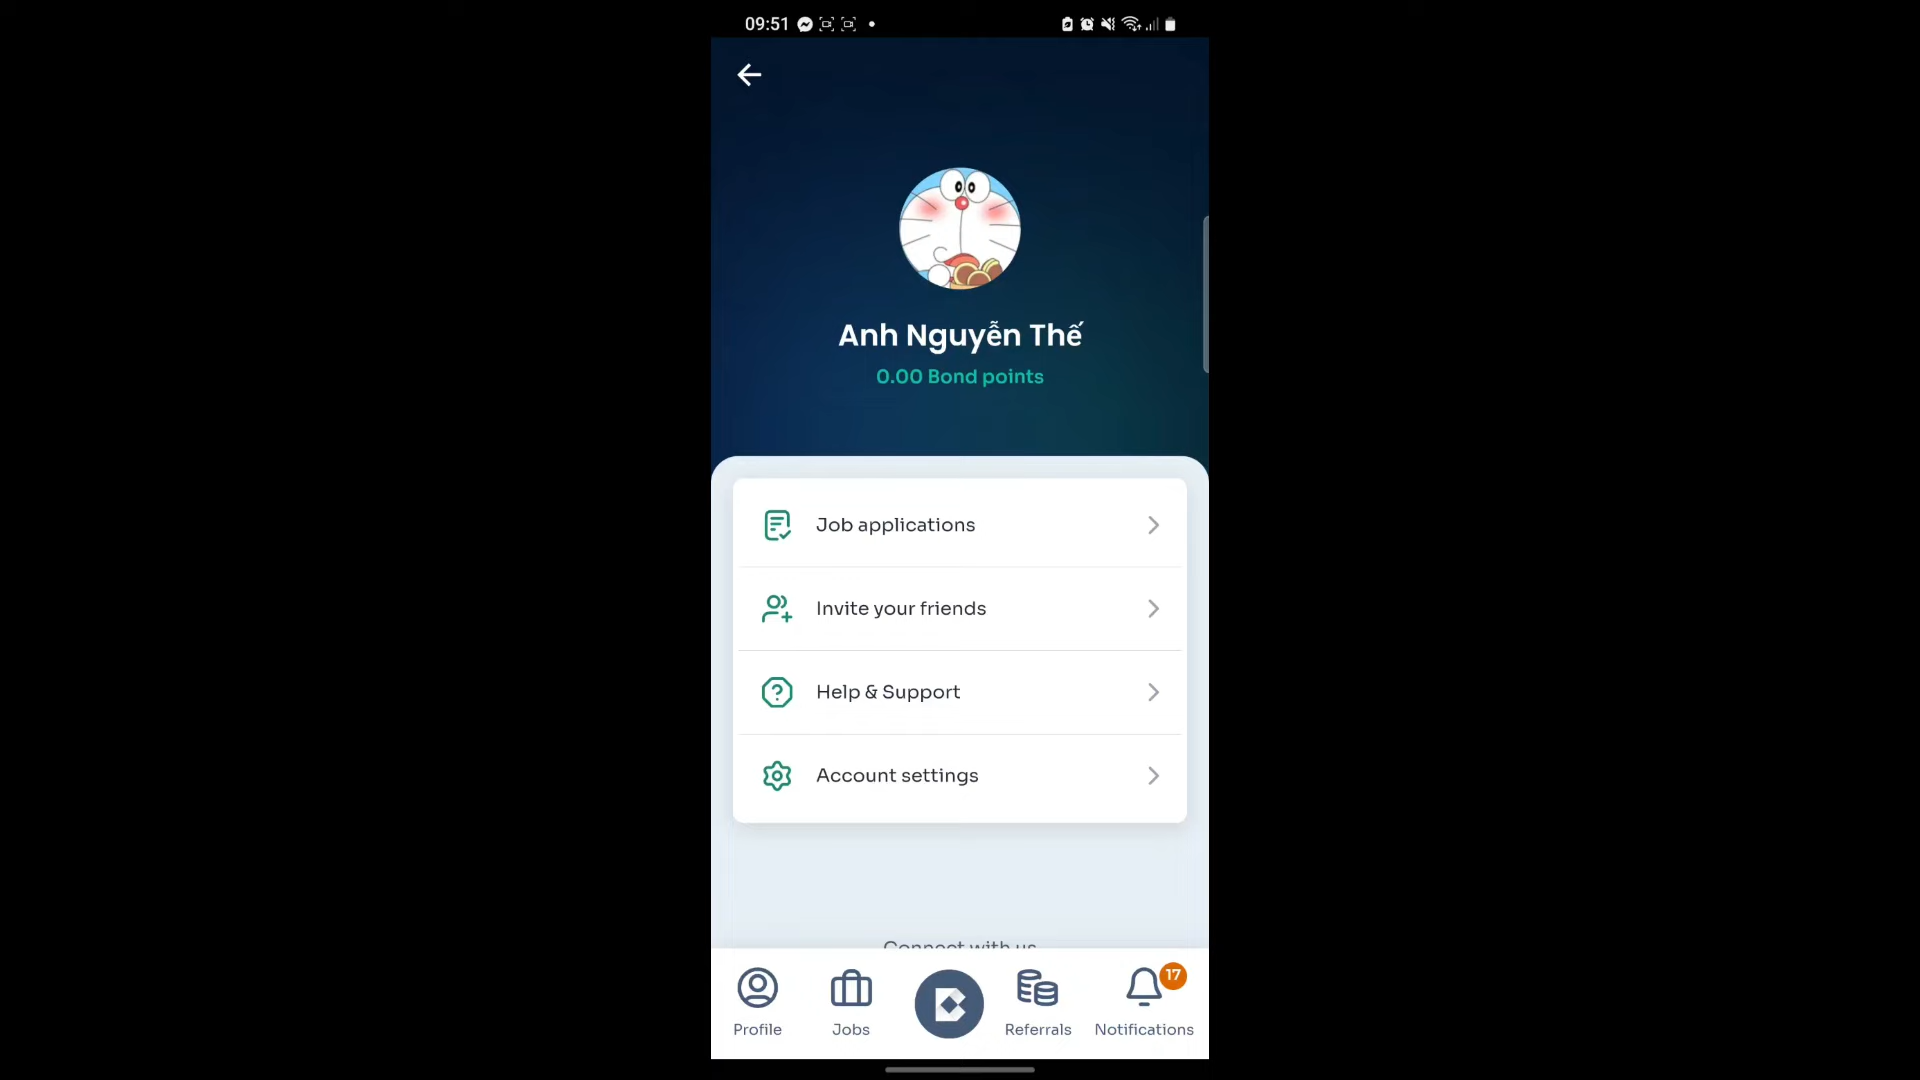 09:51
Anh Nguyễn Thế
0.00 Bond points
Job applications
Invite your friends
Help & Support
Account settings
Connect with us
Profile
Jobs
Referrals
17
Notifications